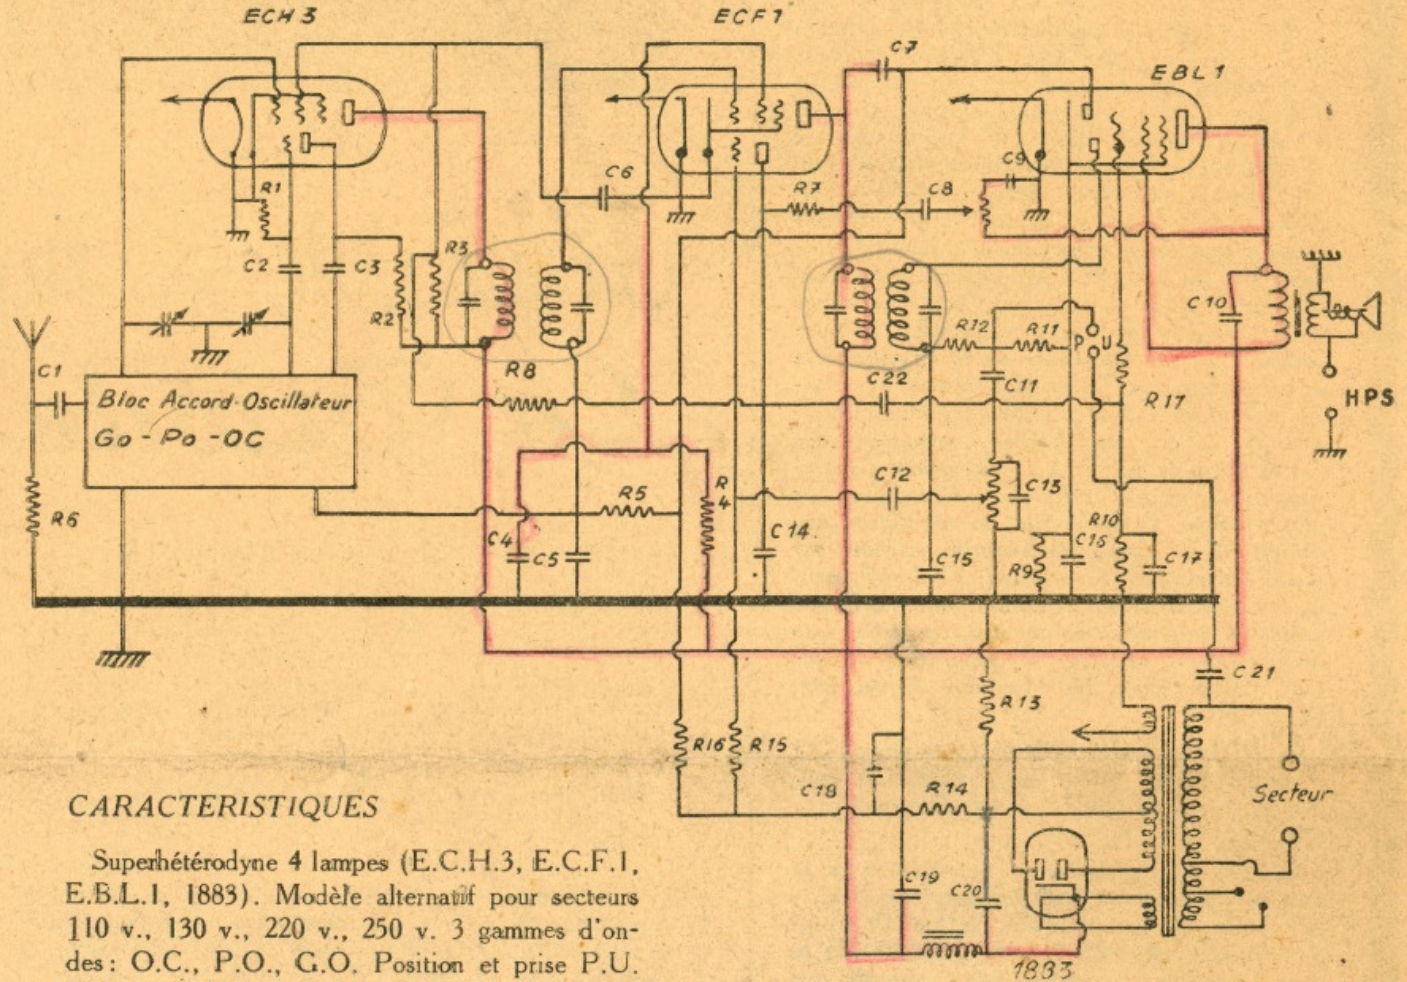 ECH3
ECF1
C7
EBL1
R1
C6
R7
C8
C9
C2
C3
R2
R3
C10
R12
R11
P U
HPS
C1
Bloc Accord-Oscillateur
Go - Po - OC
R8
C22
C11
R17
R6
R5
R4
C12
C13
C4
C5
C14
C15
R9
C16
R10
C17
C21
R13
R16
R15
C18
R14
Secteur
C19
C20
1883
CARACTERISTIQUES
Superhétérodyne 4 lampes (E.C.H.3, E.C.F.1,
E.B.L.1, 1883). Modèle alternatif pour secteurs
110 v., 130 v., 220 v., 250 v. 3 gammes d'on-
des : O.C., P.O., G.O. Position et prise P.U.